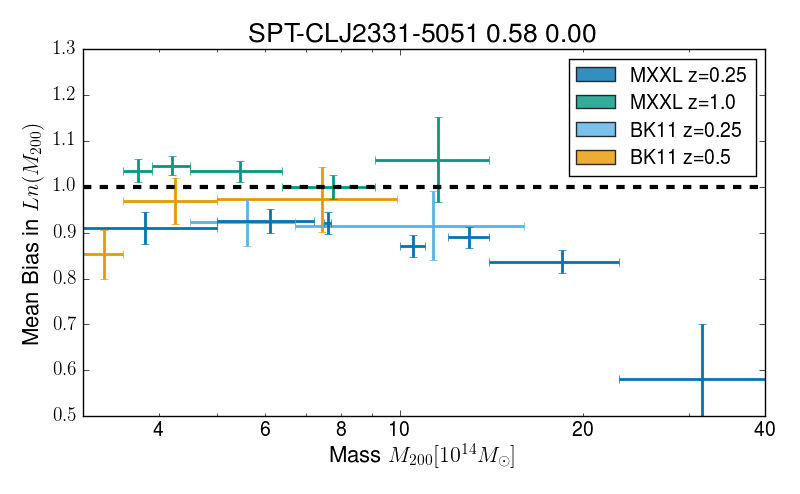 SPT-CLJ2331-5051 0.58 0.00
1.3
1.2
1.1
1.0
0.9
0.8
0.7
0.6
0.5
Mean Bias in Ln(M₂₀₀)
MXXL z=0.25
MXXL z=1.0
BK11 z=0.25
BK11 z=0.5
4 6 8 10 20 40
Mass M₂₀₀[10¹⁴M☉]